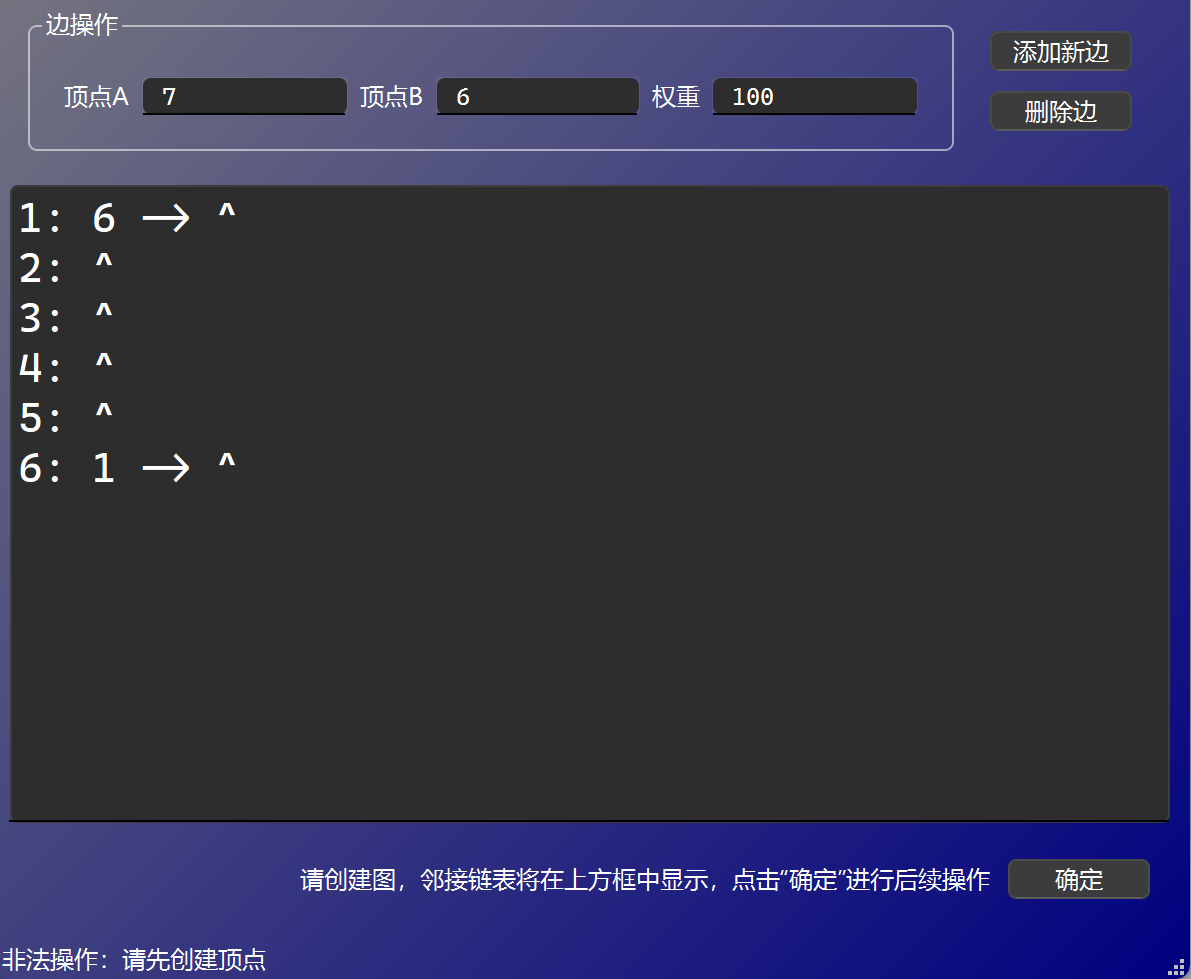 边操作
顶点A 7 顶点B 6 权重 100
添加新边
删除边
1: 6 —> ^
2: ^
3: ^
4: ^
5: ^
6: 1 —> ^
请创建图，邻接链表将在上方框中显示，点击“确定”进行后续操作 确定
非法操作：请先创建顶点